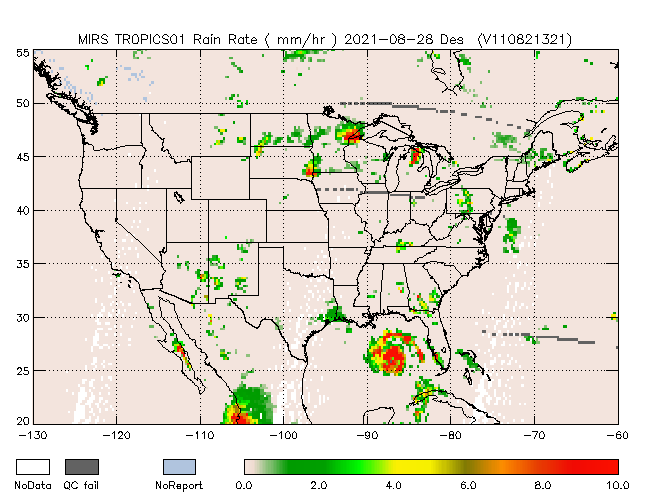 MIRS TROPICS01 Rain Rate ( mm/hr ) 2021-08-28 Des (V110821321)
55
50
45
40
35
30
25
20
-130 -120 -110 -100 -90 -80 -70 -60
NoData QC fail NoReport 0.0 2.0 4.0 6.0 8.0 10.0